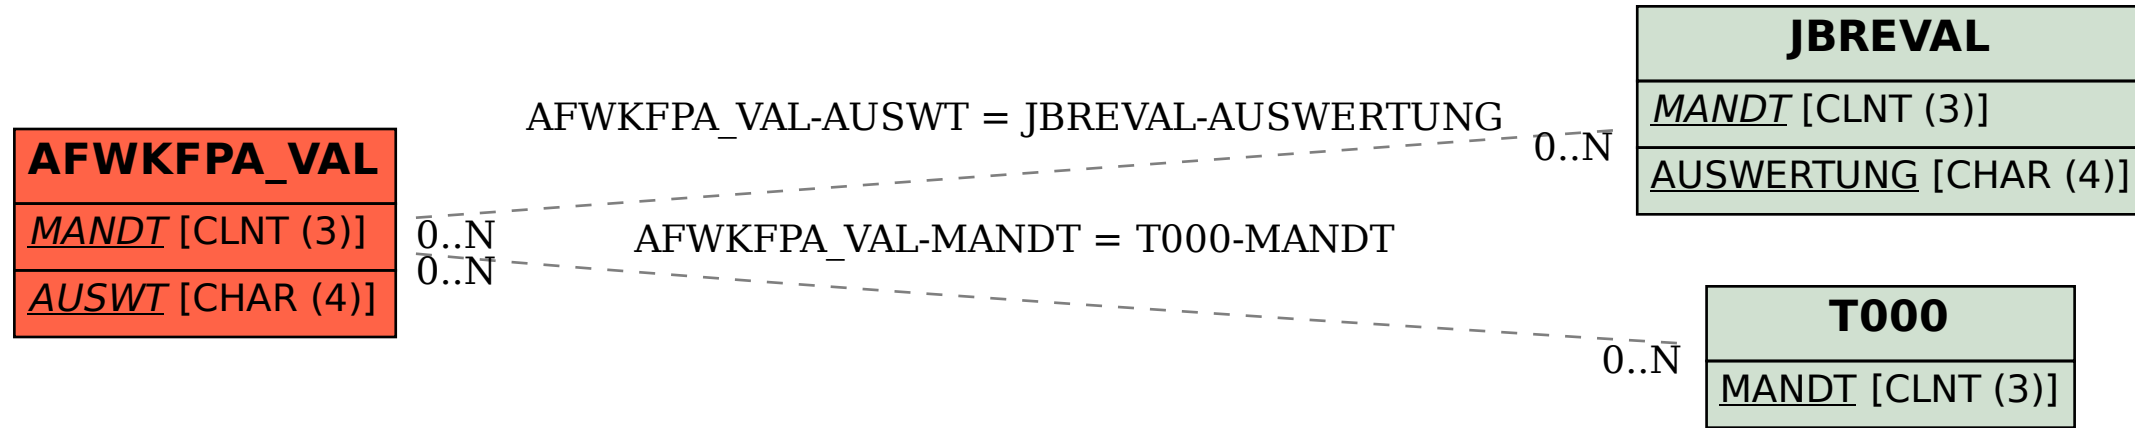 AFWKFPA_VAL
MANDT [CLNT (3)]
AUSWT [CHAR (4)]
AFWKFPA_VAL-AUSWT = JBREVAL-AUSWERTUNG
0..N
0..N
AFWKFPA_VAL-MANDT = T000-MANDT
0..N
0..N
JBREVAL
MANDT [CLNT (3)]
AUSWERTUNG [CHAR (4)]
T000
MANDT [CLNT (3)]